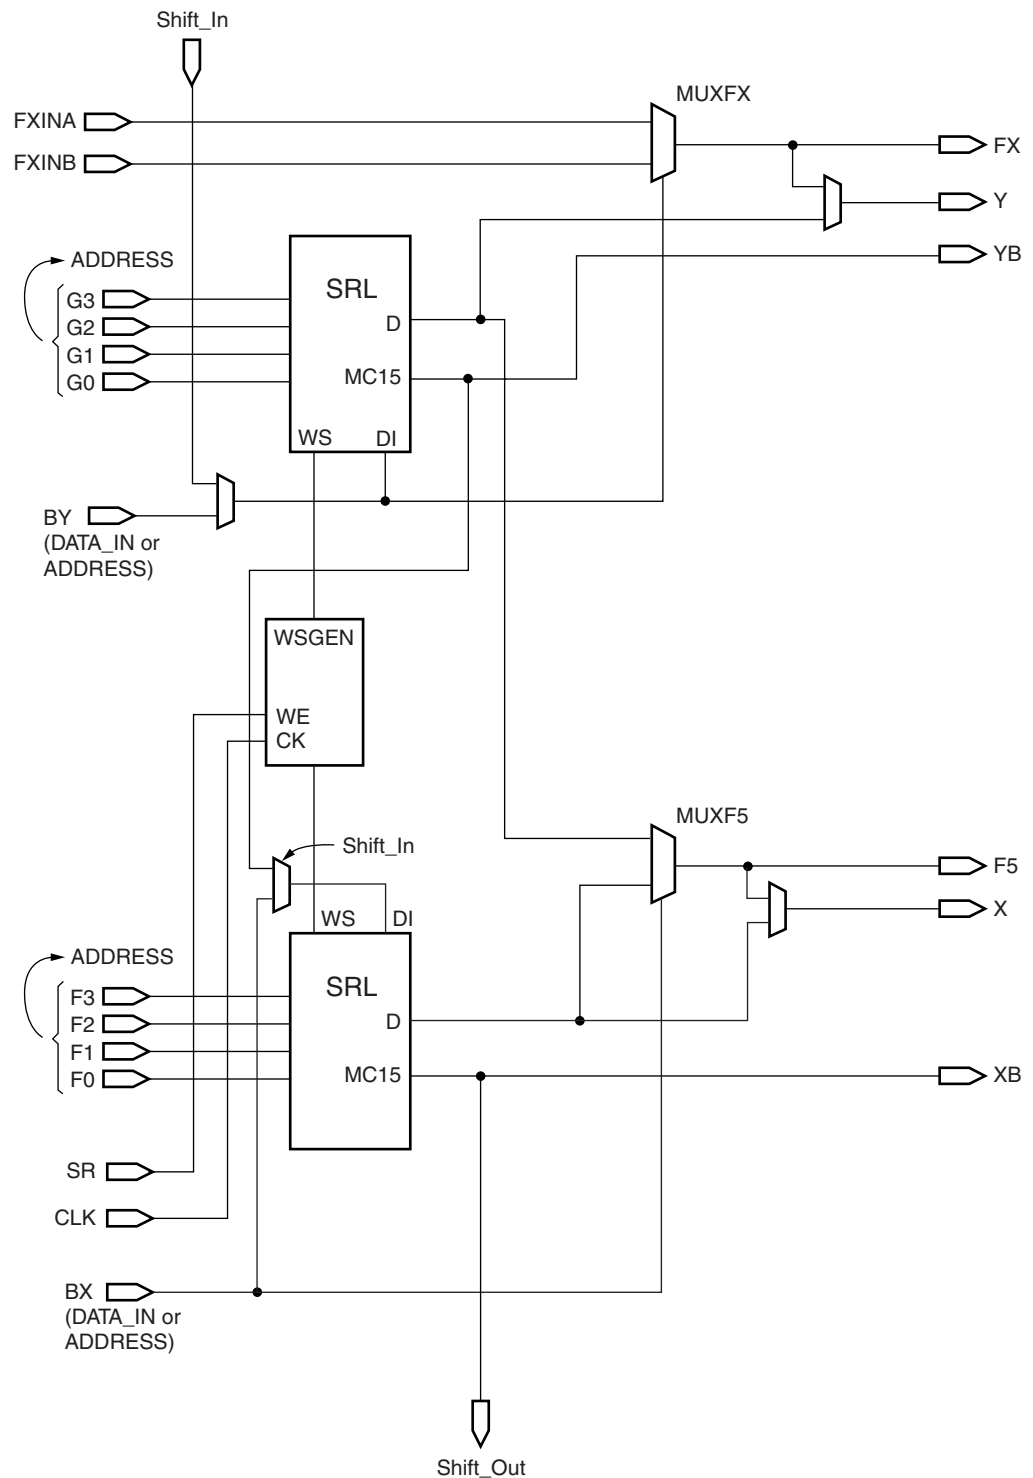 Shift_In
MUXFX
FXINA
FX
FXINB
Y
YB
ADDRESS
SRL
G3
G2
D
G1
MC15
G0
WS DI
BY
(DATA_IN or
ADDRESS)
WSGEN
WE
CK
MUXF5
Shift_In
F5
X
WS DI
ADDRESS
SRL
F3
F2
D
F1
MC15
XB
F0
SR
CLK
BX
(DATA_IN or
ADDRESS)
Shift_Out